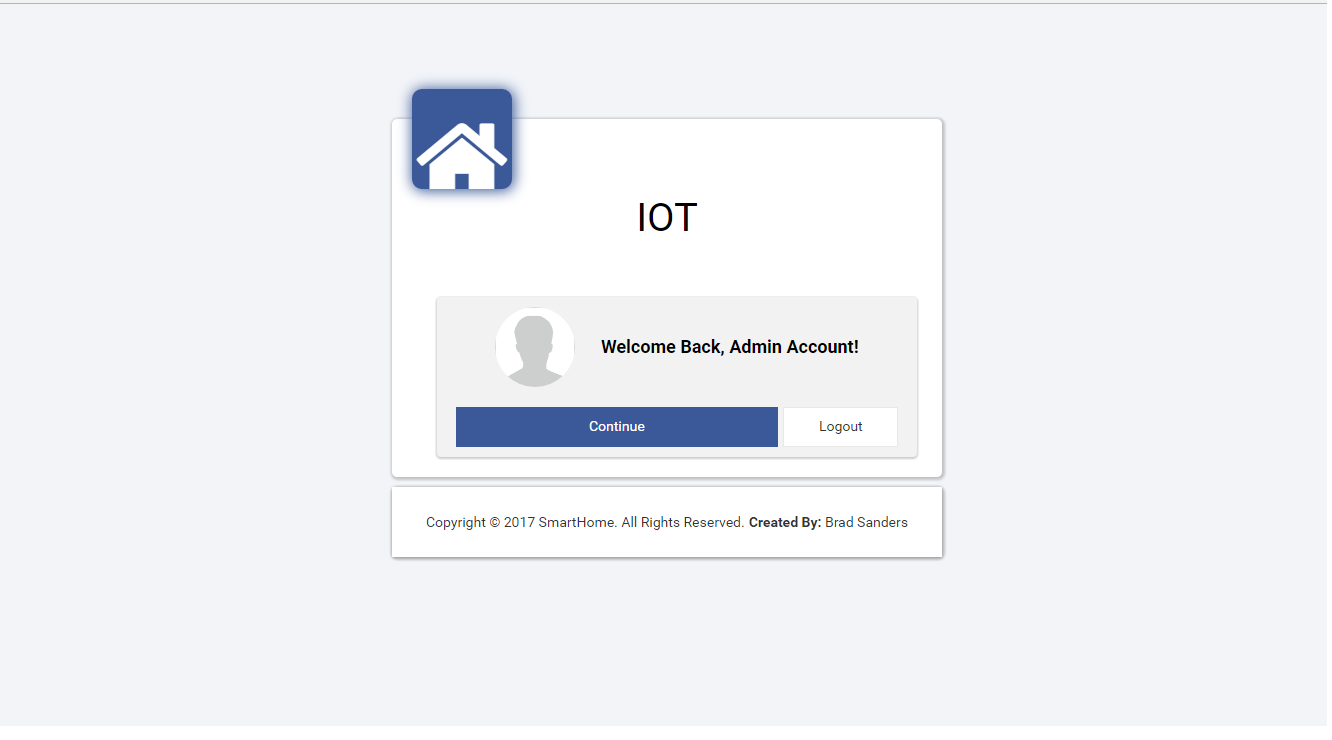 IOT
Welcome Back, Admin Account!
Continue
Logout
Copyright © 2017 SmartHome. All Rights Reserved. Created By: Brad Sanders